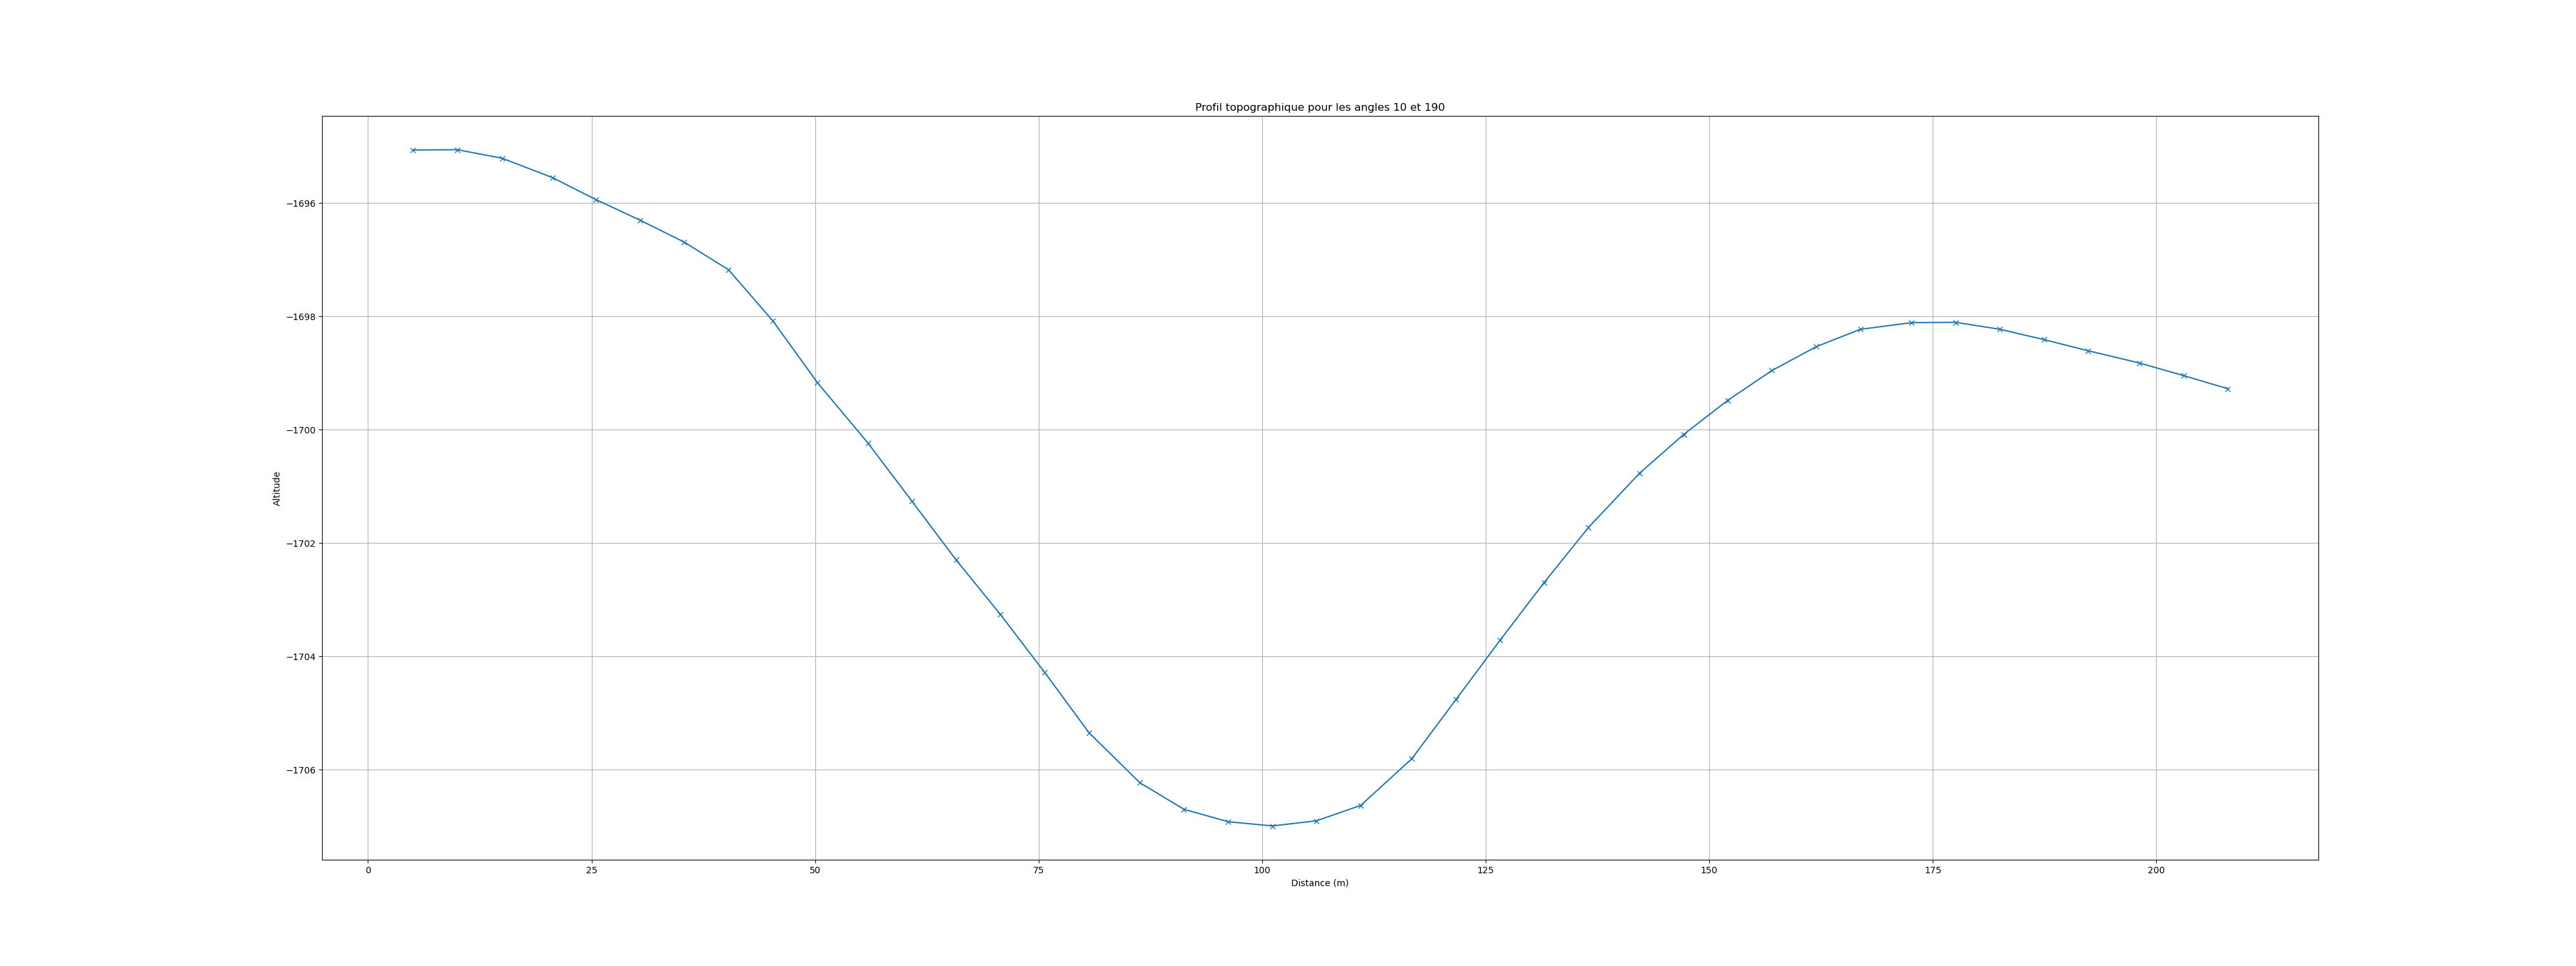 Profil topographique pour les angles 10 et 190
−1696
−1698
−1700
−1702
−1704
−1706
Altitude
0 25 50 75 100 125 150 175 200
Distance (m)